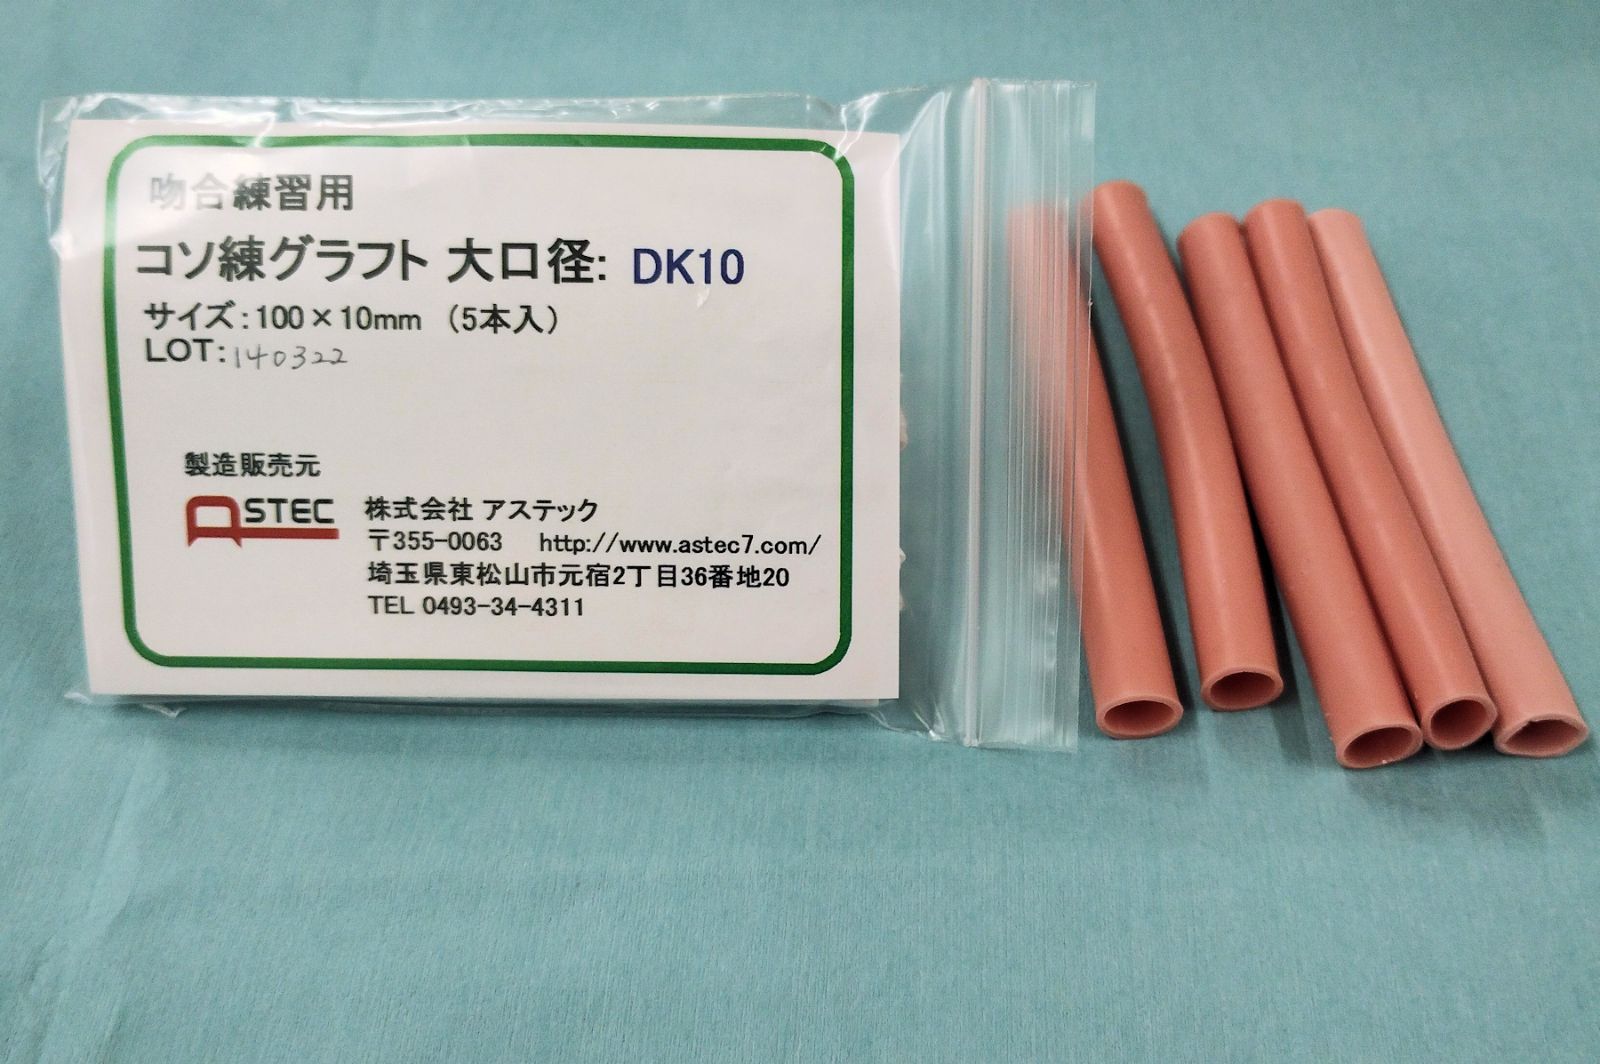 吻合練習用
コソ練グラフト 大口径: DK10
サイズ:100×10mm (5本入)
LOT:140322
製造販売元
ASTEC 株式会社 アステック
〒355-0063 http://www.astec7.com/
埼玉県東松山市元宿2丁目36番地20
TEL 0493-34-4311